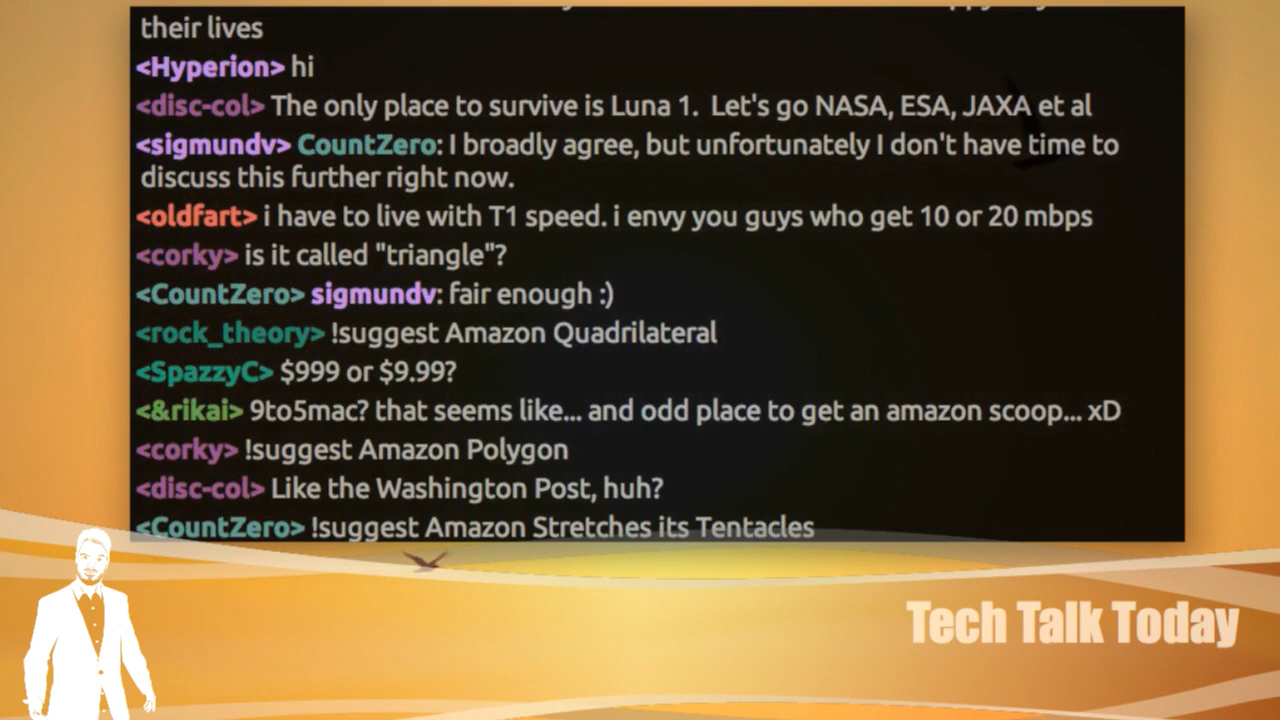 their lives
<Hyperion> hi
<disc-col> The only place to survive is Luna 1.  Let's go NASA, ESA, JAXA et al
<sigmundv> CountZero: I broadly agree, but unfortunately I don't have time to
discuss this further right now.
<oldfart> i have to live with T1 speed. i envy you guys who get 10 or 20 mbps
<corky> is it called "triangle"?
<CountZero> sigmundv: fair enough :)
<rock_theory> !suggest Amazon Quadrilateral
<SpazzyC> $999 or $9.99?
<&rikai> 9to5mac? that seems like... and odd place to get an amazon scoop... xD
<corky> !suggest Amazon Polygon
<disc-col> Like the Washington Post, huh?
<CountZero> !suggest Amazon Stretches its Tentacles
Tech Talk Today